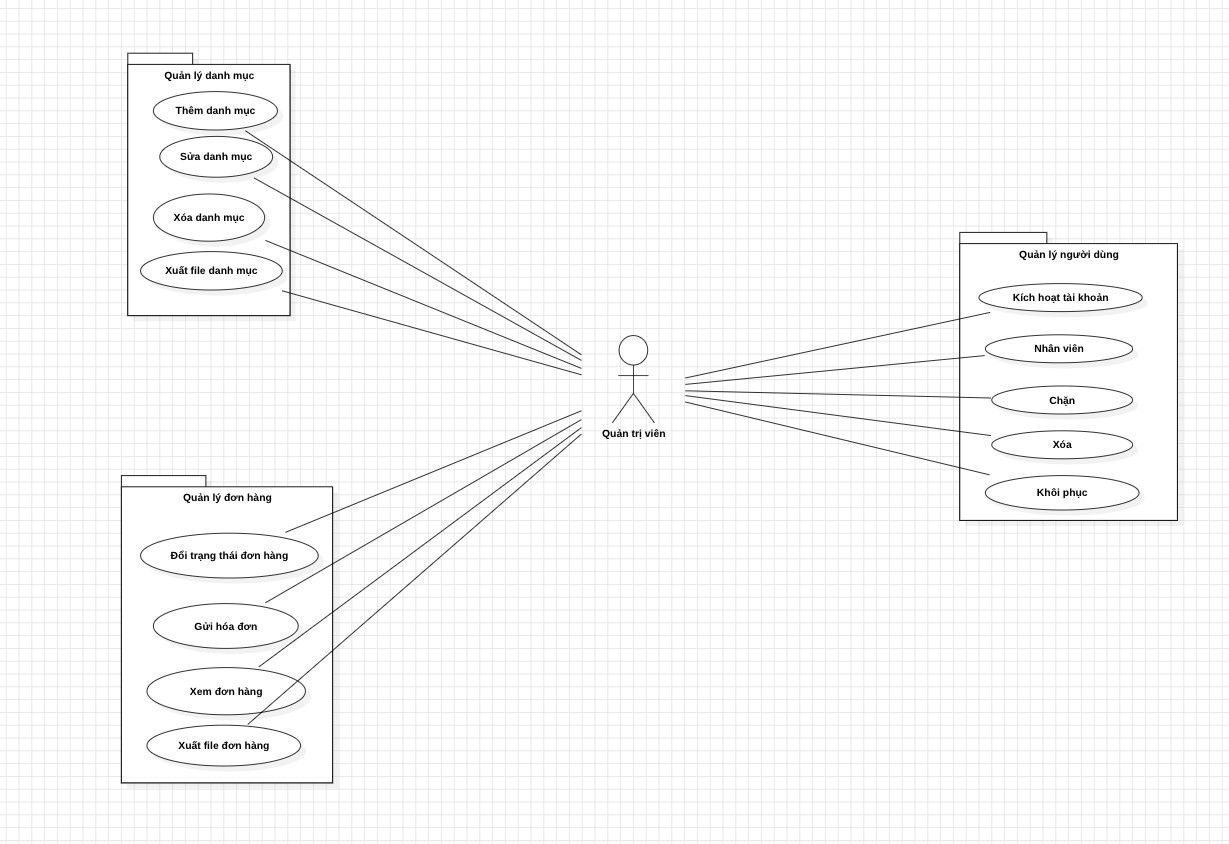 Quản lý danh mục
Thêm danh mục
Sửa danh mục
Xóa danh mục
Xuất file danh mục
Quản lý người dùng
Kích hoạt tài khoản
Nhân viên
Chặn
Xóa
Khôi phục
Quản trị viên
Quản lý đơn hàng
Đổi trạng thái đơn hàng
Gửi hóa đơn
Xem đơn hàng
Xuất file đơn hàng